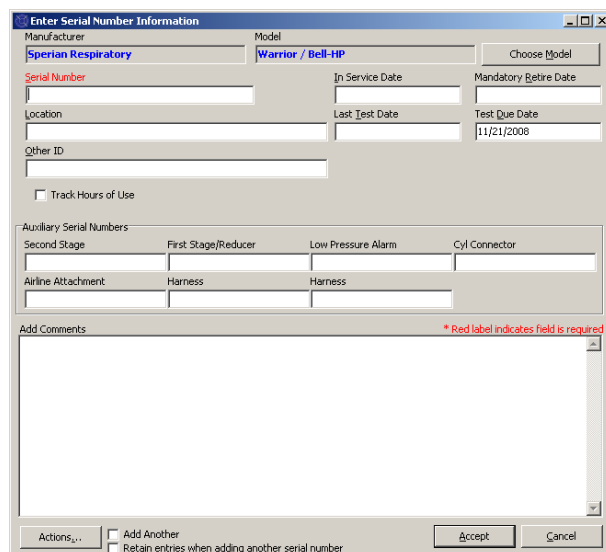 Enter Serial Number Information
Manufacturer Model
Sperian Respiratory Warrior / Bell-HP Choose Model
Serial Number In Service Date Mandatory Retire Date
Location Last Test Date Test Due Date
11/21/2008
Other ID
Track Hours of Use
Auxiliary Serial Numbers
Second Stage First Stage/Reducer Low Pressure Alarm Cyl Connector
Airline Attachment Harness Harness
Add Comments * Red label indicates field is required
Actions... Add Another Accept Cancel
Retain entries when adding another serial number